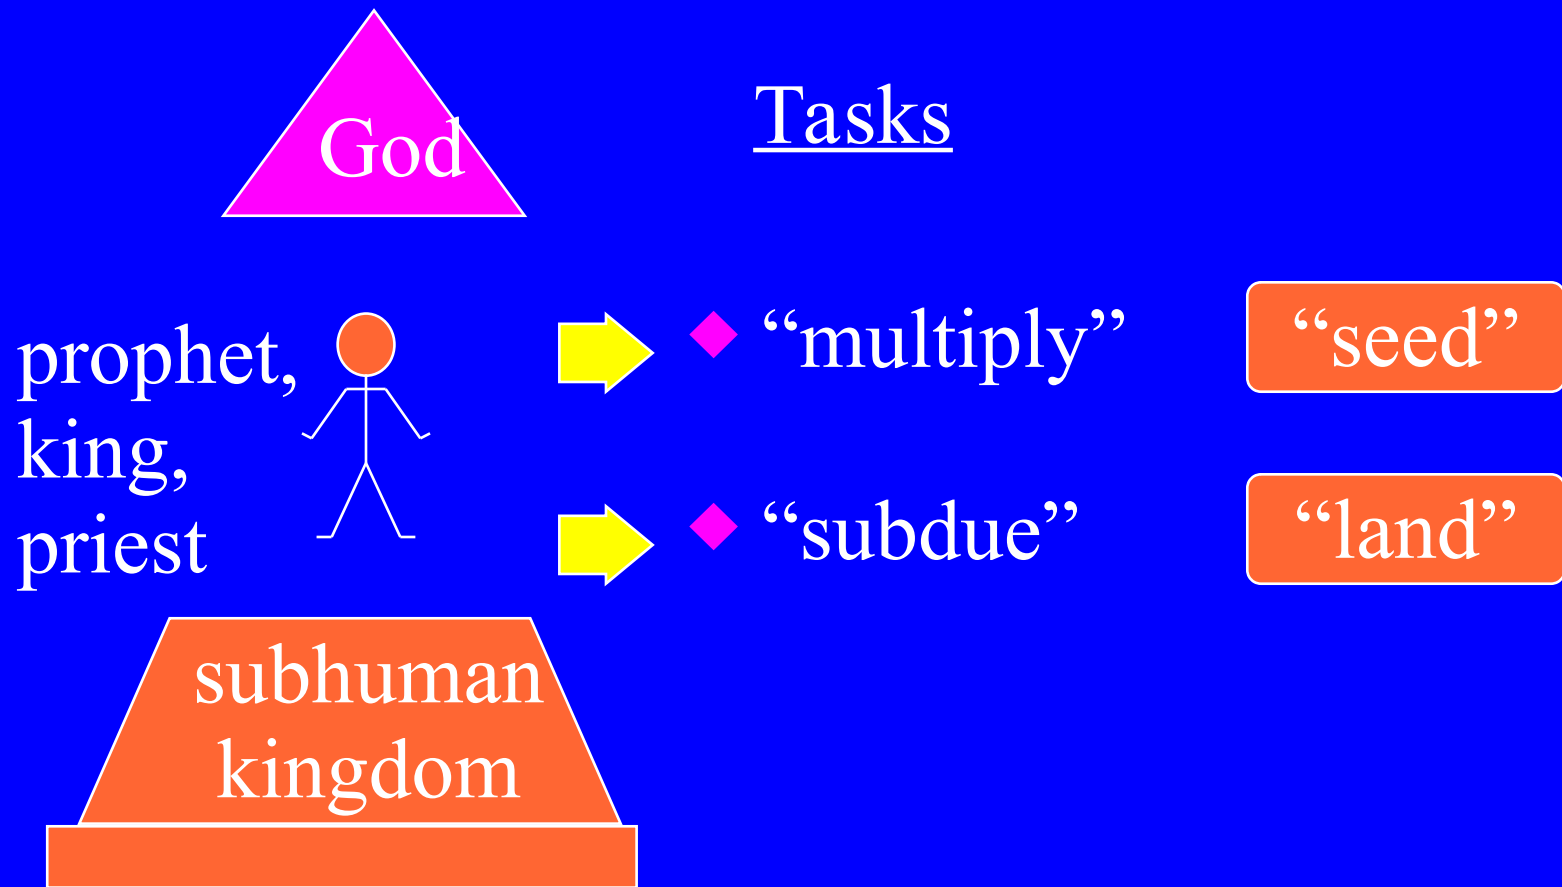 God
Tasks
prophet,
king,
priest
“multiply”
“seed”
“subdue”
“land”
subhuman
kingdom